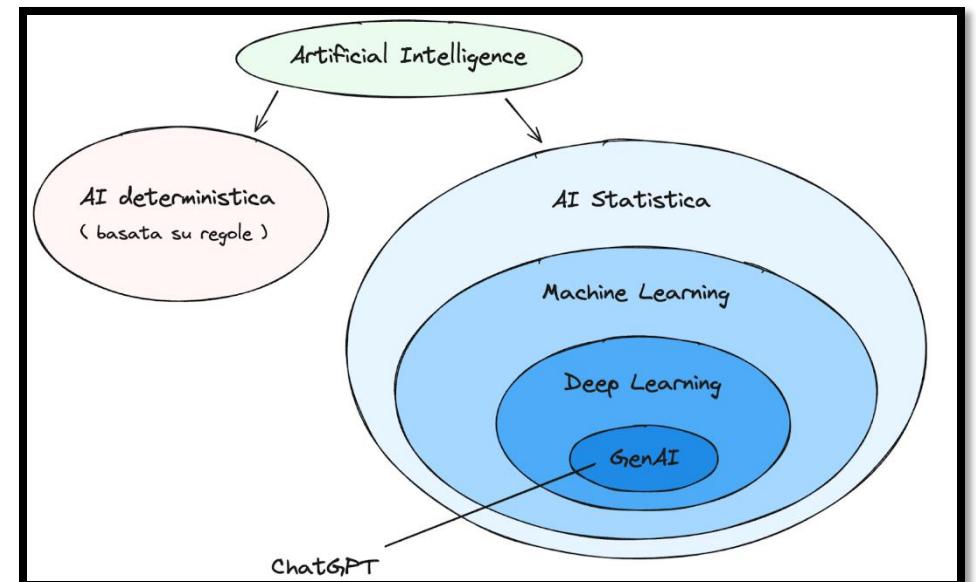 Artificial Intelligence
AI deterministica
( basata su regole )
AI Statistica
Machine Learning
Deep Learning
GenAI
ChatGPT